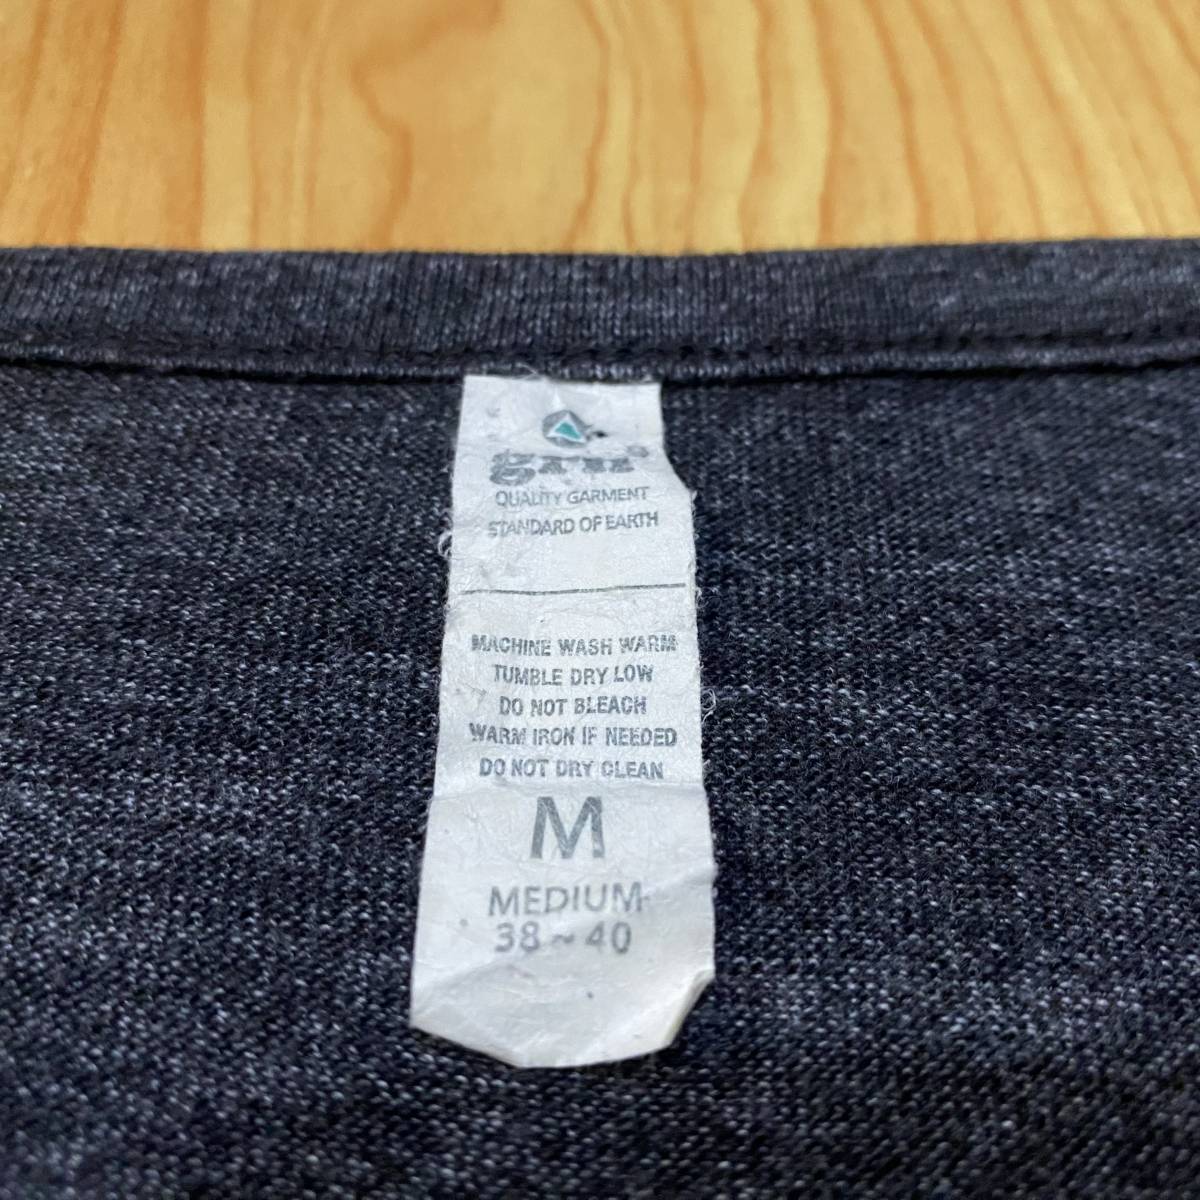 grn®
QUALITY GARMENT
STANDARD OF EARTH
MACHINE WASH WARM
TUMBLE DRY LOW
DO NOT BLEACH
WARM IRON IF NEEDED
DO NOT DRY CLEAN
M
MEDIUM
38~40